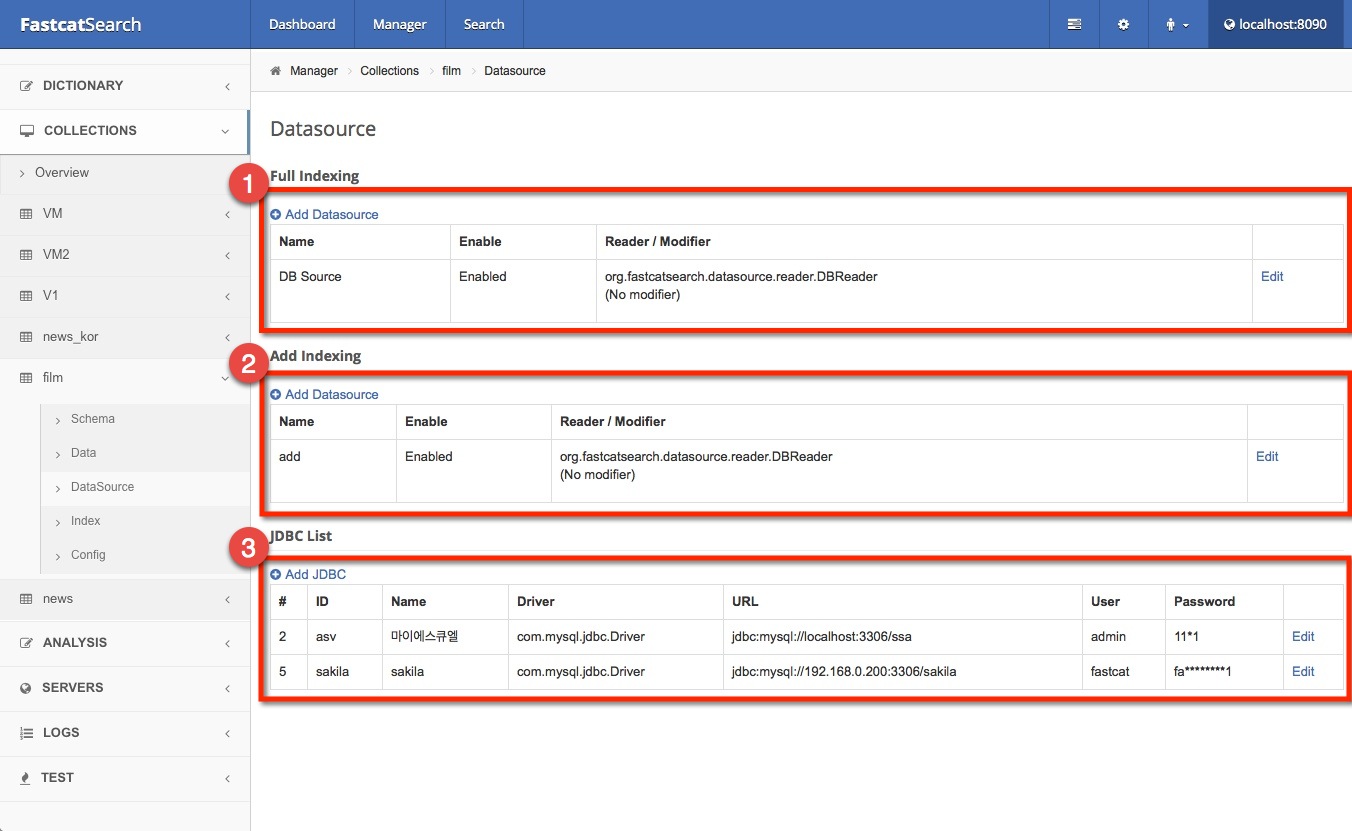 FastcatSearch
Dashboard
Manager
Search
localhost:8090
DICTIONARY
COLLECTIONS
Overview
VM
VM2
V1
news_kor
film
Schema
Data
DataSource
Index
Config
news
ANALYSIS
SERVERS
LOGS
TEST
Manager > Collections > film > Datasource
Datasource
1
Full Indexing
Add Datasource
Name Enable Reader / Modifier
DB Source Enabled org.fastcatsearch.datasource.reader.DBReader Edit
(No modifier)
2
Add Indexing
Add Datasource
Name Enable Reader / Modifier
add Enabled org.fastcatsearch.datasource.reader.DBReader Edit
(No modifier)
3
JDBC List
Add JDBC
# ID Name Driver URL User Password
2 asv 마이에스큐엘 com.mysql.jdbc.Driver jdbc:mysql://localhost:3306/ssa admin 11*1 Edit
5 sakila sakila com.mysql.jdbc.Driver jdbc:mysql://192.168.0.200:3306/sakila fastcat fa********1 Edit